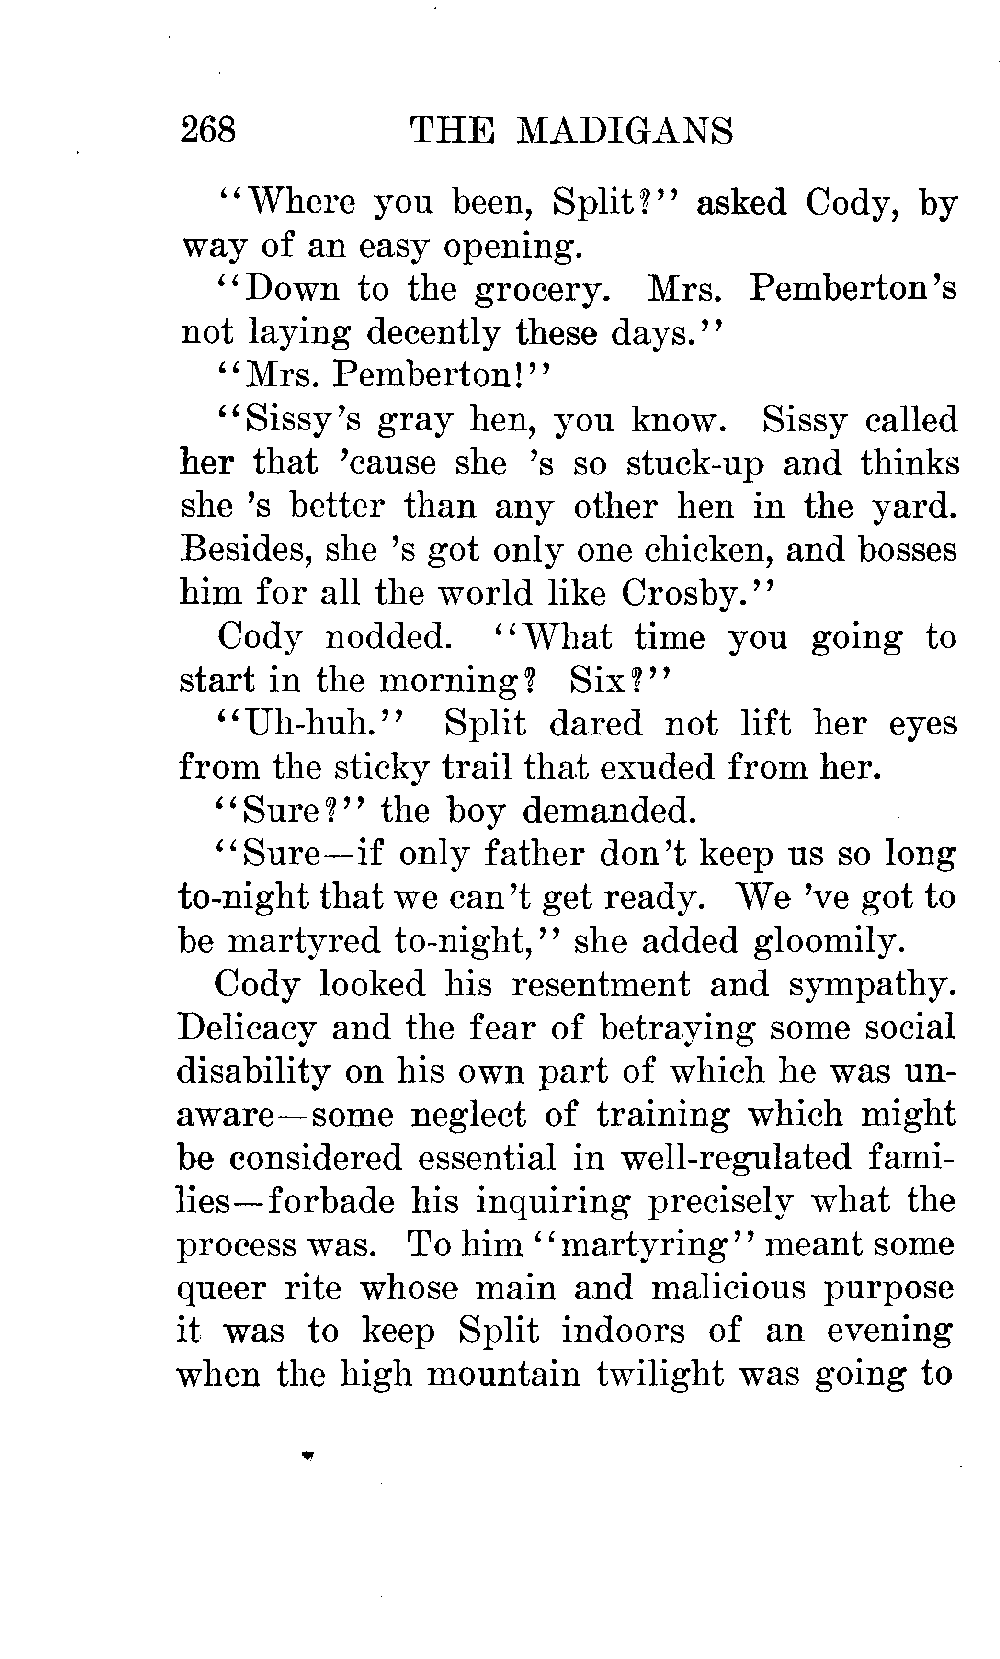 268 THE MADIGANS
"Where you been, Split?" asked Cody, by
way of an easy opening.
"Down to the grocery. Mrs. Pemberton's
not laying decently these days."
"Mrs. Pemberton!"
"Sissy's gray hen, you know. Sissy called
her that 'cause she 's so stuck-up and thinks
she 's better than any other hen in the yard.
Besides, she 's got only one chicken, and bosses
him for all the world like Crosby."
Cody nodded. "What time you going to
start in the morning? Six?"
"Uh-huh." Split dared not lift her eyes
from the sticky trail that exuded from her.
"Sure?" the boy demanded.
"Sure—if only father don't keep us so long
to-night that we can't get ready. We 've got to
be martyred to-night," she added gloomily.
Cody looked his resentment and sympathy.
Delicacy and the fear of betraying some social
disability on his own part of which he was un-
aware—some neglect of training which might
be considered essential in well-regulated fami-
lies—forbade his inquiring precisely what the
process was. To him "martyring" meant some
queer rite whose main and malicious purpose
it was to keep Split indoors of an evening
when the high mountain twilight was going to